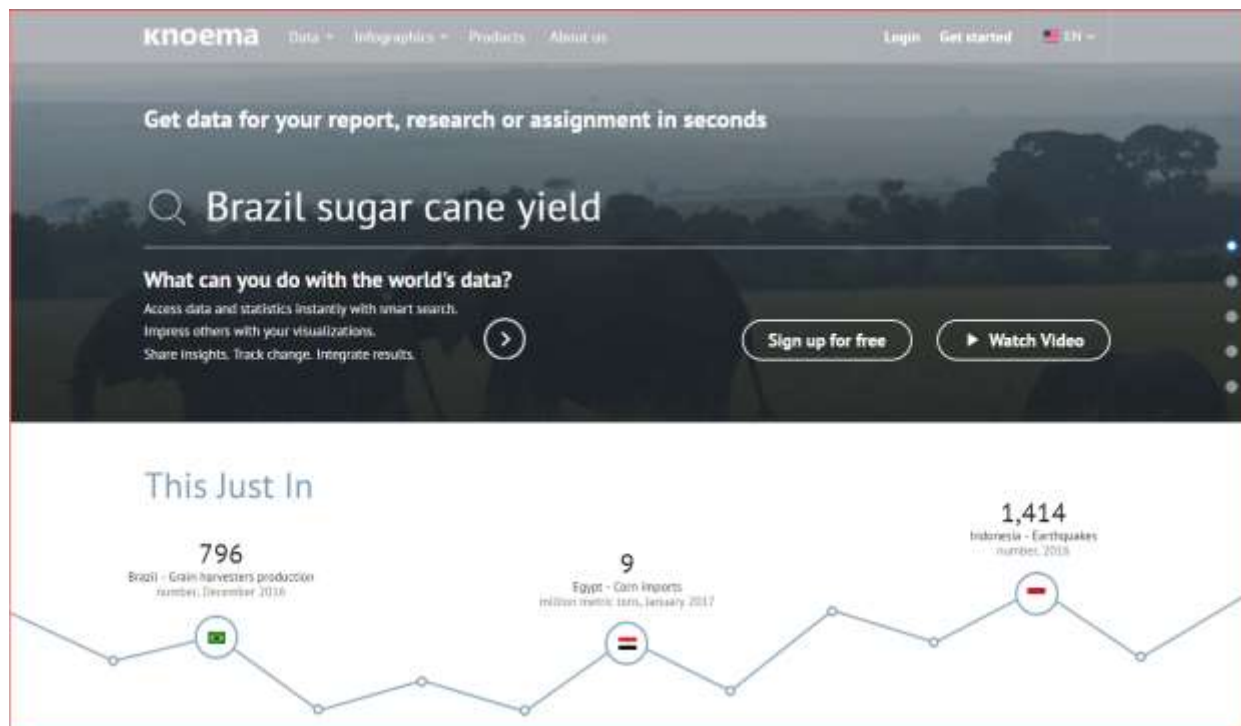 knoema Data Infographics Products About us Login Get started EN
Get data for your report, research or assignment in seconds
Brazil sugar cane yield
What can you do with the world's data?
Access data and statistics instantly with smart search.
Impress others with your visualizations.
Share insights. Track change. Integrate results.
Sign up for free Watch Video
This Just In
1,414
Indonesia - Earthquakes
number, 2016
796
Brazil - Grain harvesters production
number, December 2016
9
Egypt - Corn imports
million metric tons, January 2017